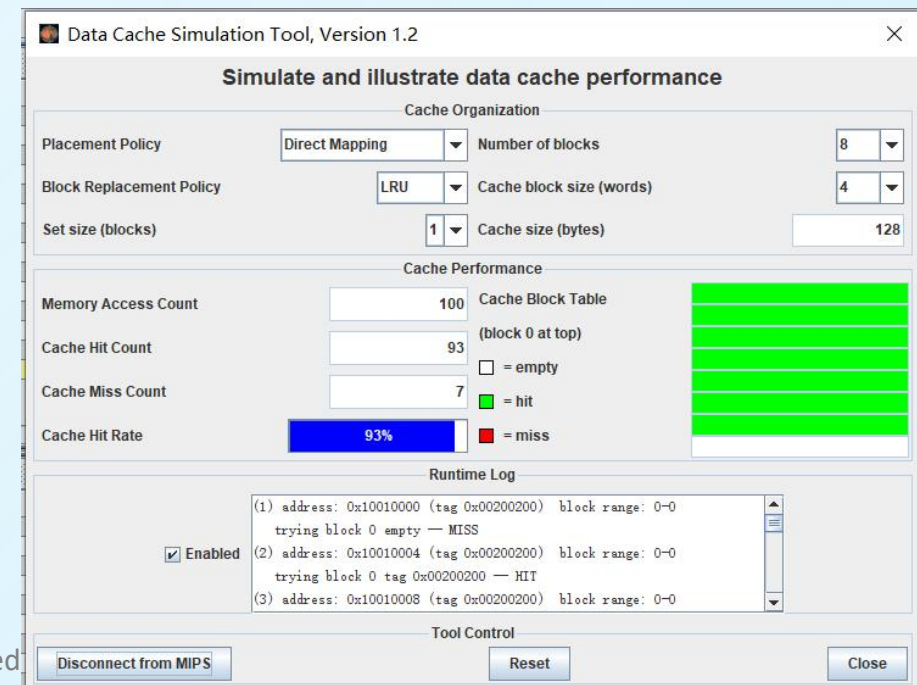 Data Cache Simulation Tool, Version 1.2
Simulate and illustrate data cache performance
Cache Organization
Placement Policy Direct Mapping Number of blocks 8
Block Replacement Policy LRU Cache block size (words) 4
Set size (blocks) 1 Cache size (bytes) 128
Cache Performance
Memory Access Count 100 Cache Block Table
(block 0 at top)
Cache Hit Count 93
= empty
Cache Miss Count 7
= hit
Cache Hit Rate 93% = miss
Runtime Log
(1) address: 0x10010000 (tag 0x00200200) block range: 0-0
trying block 0 empty -- MISS
Enabled (2) address: 0x10010004 (tag 0x00200200) block range: 0-0
trying block 0 tag 0x00200200 -- HIT
(3) address: 0x10010008 (tag 0x00200200) block range: 0-0
Tool Control
Disconnect from MIPS Reset Close